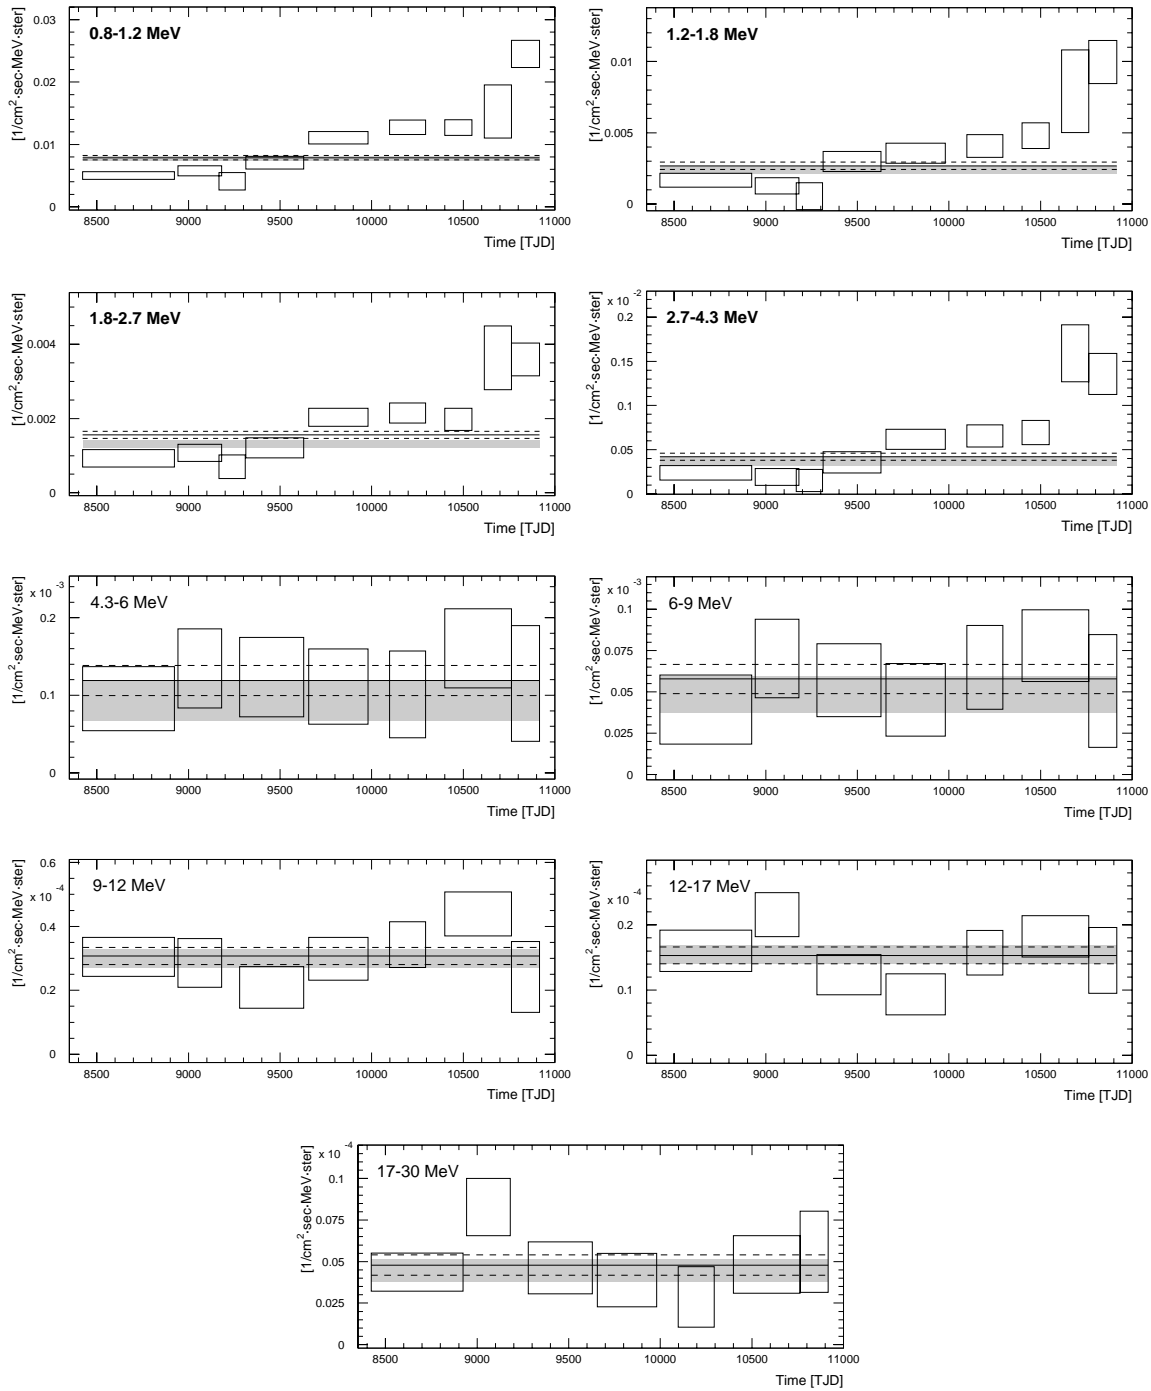 0.8-1.2 MeV
[1/cm²·sec·MeV·ster]
0.03
0.02
0.01
0
8500 9000 9500 10000 10500 11000
Time [TJD]
1.2-1.8 MeV
[1/cm²·sec·MeV·ster]
0.01
0.005
0
8500 9000 9500 10000 10500 11000
Time [TJD]
1.8-2.7 MeV
[1/cm²·sec·MeV·ster]
0.004
0.002
0
8500 9000 9500 10000 10500 11000
Time [TJD]
x 10⁻²
2.7-4.3 MeV
[1/cm²·sec·MeV·ster]
0.2
0.15
0.1
0.05
0
8500 9000 9500 10000 10500 11000
Time [TJD]
x 10⁻³
4.3-6 MeV
[1/cm²·sec·MeV·ster]
0.2
0.1
0
8500 9000 9500 10000 10500 11000
Time [TJD]
x 10⁻³
6-9 MeV
[1/cm²·sec·MeV·ster]
0.1
0.075
0.05
0.025
0
8500 9000 9500 10000 10500 11000
Time [TJD]
x 10⁻⁴
9-12 MeV
[1/cm²·sec·MeV·ster]
0.6
0.4
0.2
0
8500 9000 9500 10000 10500 11000
Time [TJD]
x 10⁻⁴
12-17 MeV
[1/cm²·sec·MeV·ster]
0.2
0.1
0
8500 9000 9500 10000 10500 11000
Time [TJD]
x 10⁻⁴
17-30 MeV
[1/cm²·sec·MeV·ster]
0.1
0.075
0.05
0.025
0
8500 9000 9500 10000 10500 11000
Time [TJD]